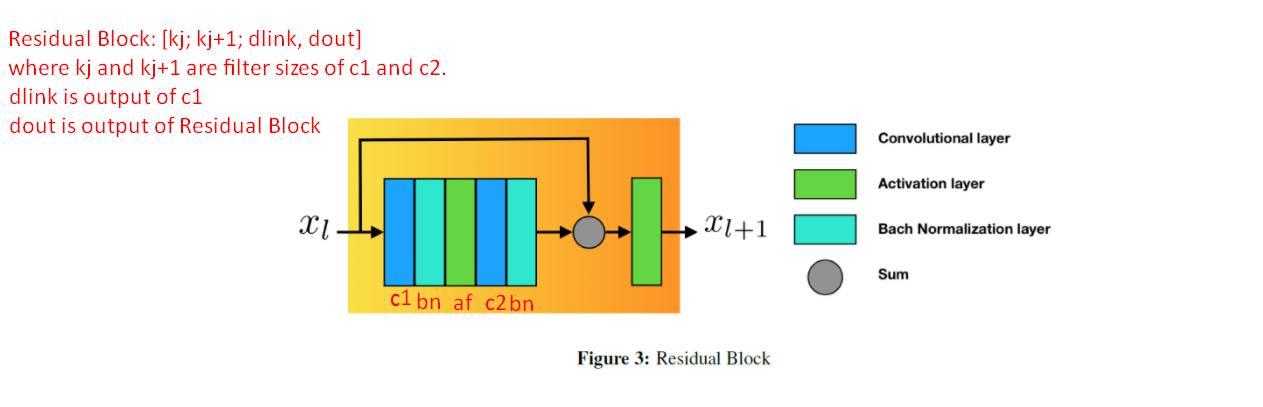 Residual Block: [kj; kj+1; dlink, dout]
where kj and kj+1 are filter sizes of c1 and c2.
dlink is output of c1
dout is output of Residual Block
x_l
x_{l+1}
c1 bn af c2 bn
Convolutional layer
Activation layer
Bach Normalization layer
Sum
Figure 3: Residual Block